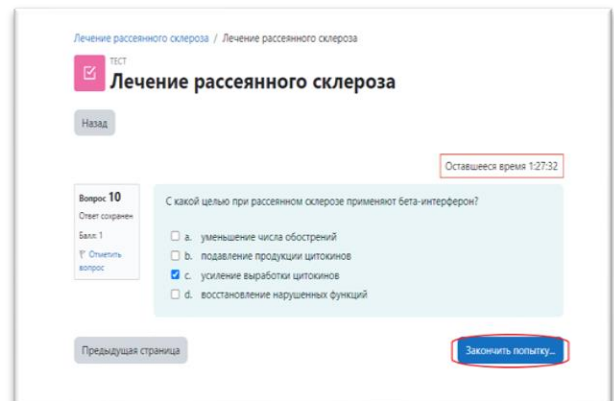 Лечение рассеянного склероза / Лечение рассеянного склероза
ТЕСТ
Лечение рассеянного склероза
Назад
Оставшееся время 1:27:32
Вопрос 10
Ответ сохранен
Балл: 1
Отметить
вопрос
С какой целью при рассеянном склерозе применяют бета-интерферон?
a. уменьшение числа обострений
b. подавление продукции цитокинов
c. усиление выработки цитокинов
d. восстановление нарушенных функций
Предыдущая страница
Закончить попытку...